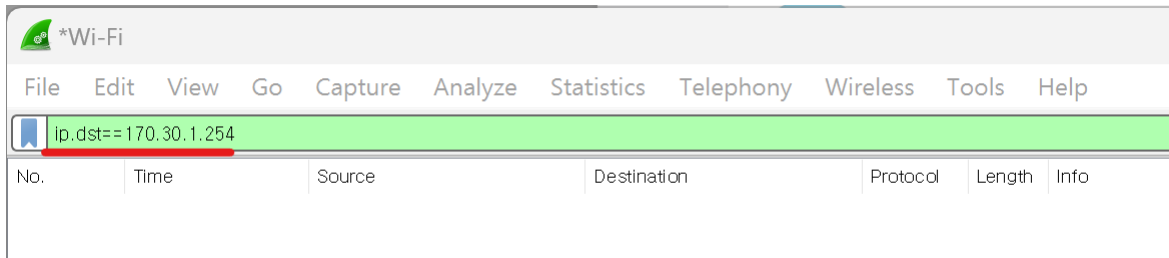 *Wi-Fi
File Edit View Go Capture Analyze Statistics Telephony Wireless Tools Help
ip.dst==170.30.1.254
No. Time Source Destination Protocol Length Info